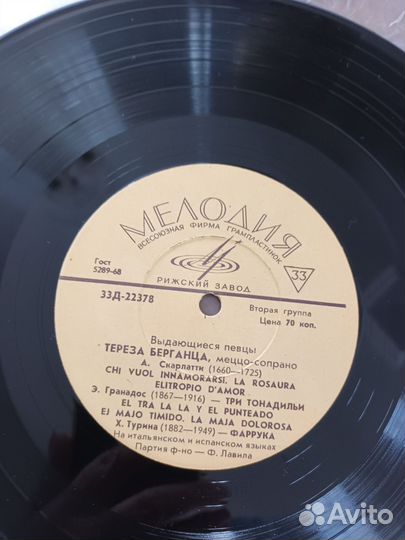 МЕЛОДИЯ
ВСЕСОЮЗНАЯ ФИРМА ГРАМПЛАСТИНОК
33
Гост
5289-68
РИЖСКИЙ ЗАВОД
33Д-22378
Вторая группа
Цена 70 коп.
Выдающиеся певцы
ТЕРЕЗА БЕРГАНЦА, меццо-сопрано
А. Скарлатти (1660—1725)
CHI VUOL INNAMORARSI. LA ROSAURA
ELITROPIO D'AMOR
Э. Гранадос (1867—1916) — ТРИ ТОНАДИЛЬИ
EL TRA LA LA Y EL PUNTEADO
EJ MAJO TIMIDO. LA MAJA DOLOROSA
Х. Турина (1882—1949) — ФАРРУКА
На итальянском и испанском языках
Партия ф-но — Ф. Лавила
Avito